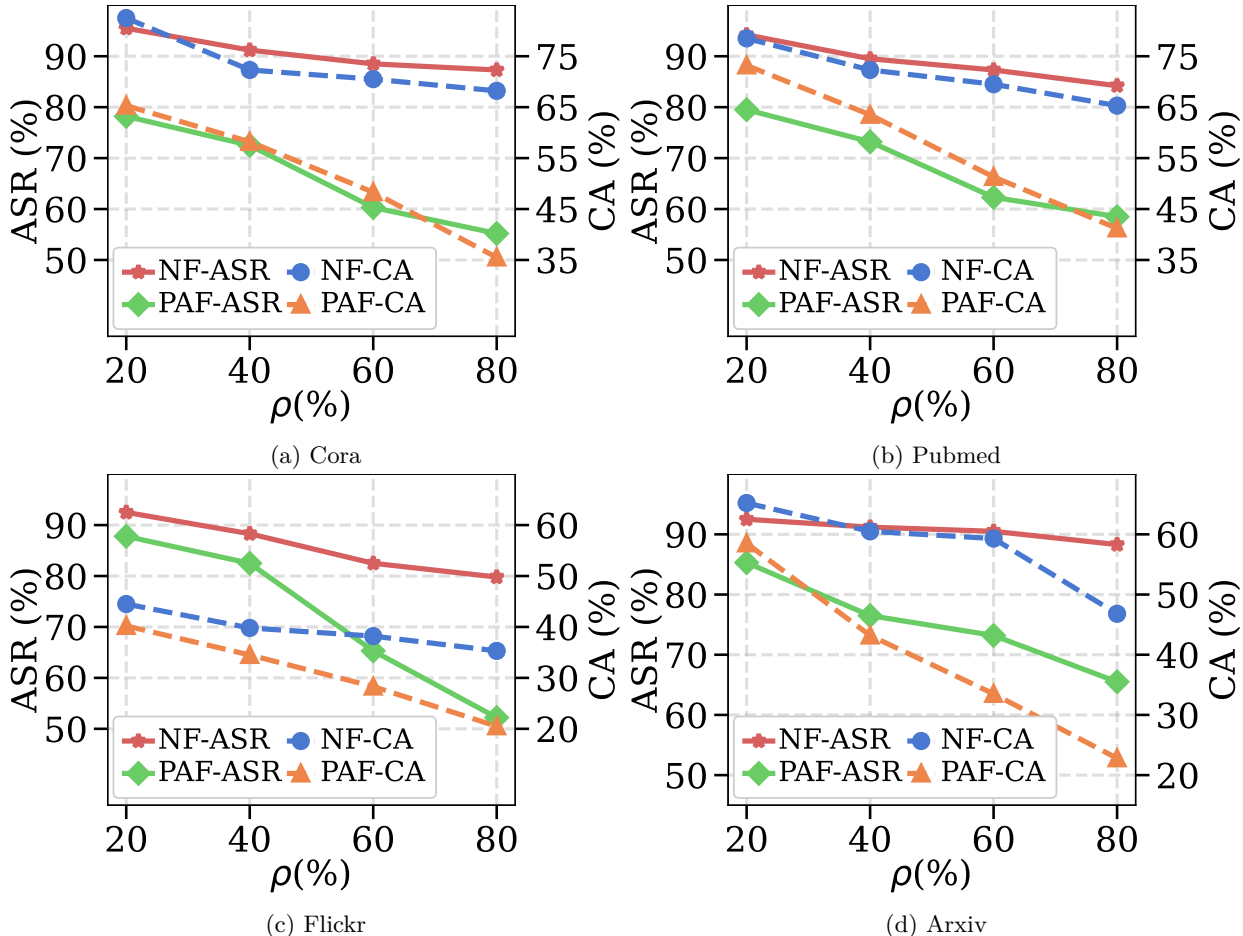 ASR (%)
90
80
70
60
50
75
65
55
45
35
CA (%)
NF-ASR
NF-CA
PAF-ASR
PAF-CA
20 40 60 80
ρ(%)
(a) Cora
ASR (%)
90
80
70
60
50
75
65
55
45
35
CA (%)
NF-ASR
NF-CA
PAF-ASR
PAF-CA
20 40 60 80
ρ(%)
(b) Pubmed
ASR (%)
90
80
70
60
50
60
50
40
30
20
CA (%)
NF-ASR
NF-CA
PAF-ASR
PAF-CA
20 40 60 80
ρ(%)
(c) Flickr
ASR (%)
90
80
70
60
50
60
50
40
30
20
CA (%)
NF-ASR
NF-CA
PAF-ASR
PAF-CA
20 40 60 80
ρ(%)
(d) Arxiv